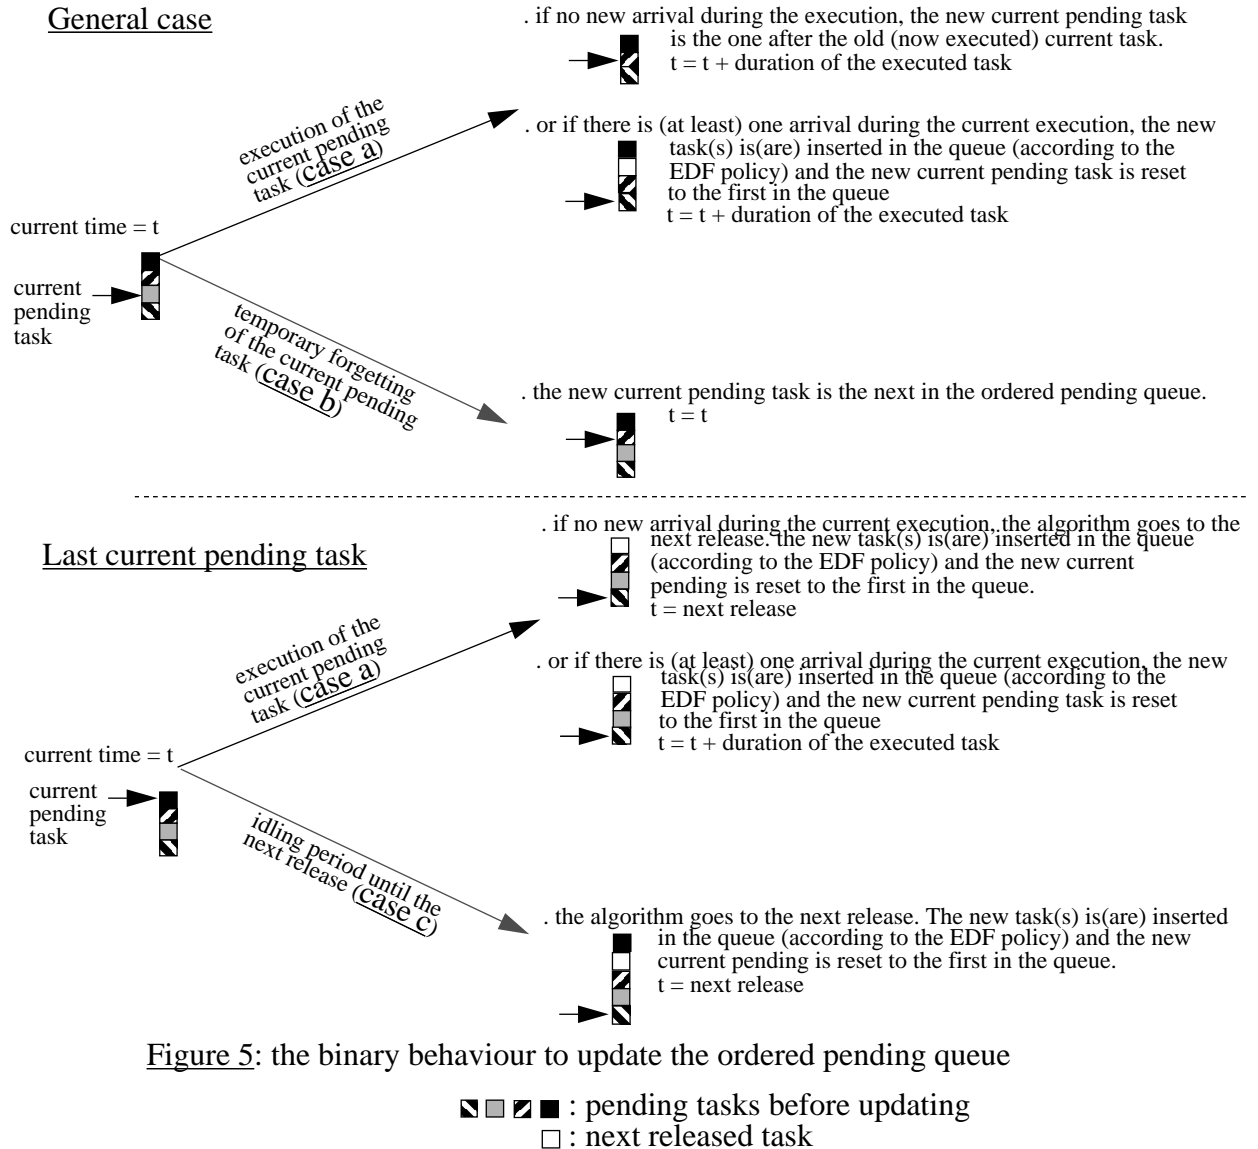 General case
. if no new arrival during the execution, the new current pending task
is the one after the old (now executed) current task.
t = t + duration of the executed task
execution of the
current pending
task (case a)
. or if there is (at least) one arrival during the current execution, the new
task(s) is(are) inserted in the queue (according to the
EDF policy) and the new current pending task is reset
to the first in the queue
t = t + duration of the executed task
current time = t
current
pending
task
temporary forgetting
of the current pending
task (case b)
. the new current pending task is the next in the ordered pending queue.
t = t
Last current pending task
. if no new arrival during the current execution, the algorithm goes to the
next release. the new task(s) is(are) inserted in the queue
(according to the EDF policy) and the new current
pending is reset to the first in the queue.
t = next release
execution of the
current pending
task (case a)
. or if there is (at least) one arrival during the current execution, the new
task(s) is(are) inserted in the queue (according to the
EDF policy) and the new current pending task is reset
to the first in the queue
t = t + duration of the executed task
current time = t
current
pending
task
idling period until the
next release (case c)
. the algorithm goes to the next release. The new task(s) is(are) inserted
in the queue (according to the EDF policy) and the new
current pending is reset to the first in the queue.
t = next release
Figure 5: the binary behaviour to update the ordered pending queue
: pending tasks before updating
: next released task